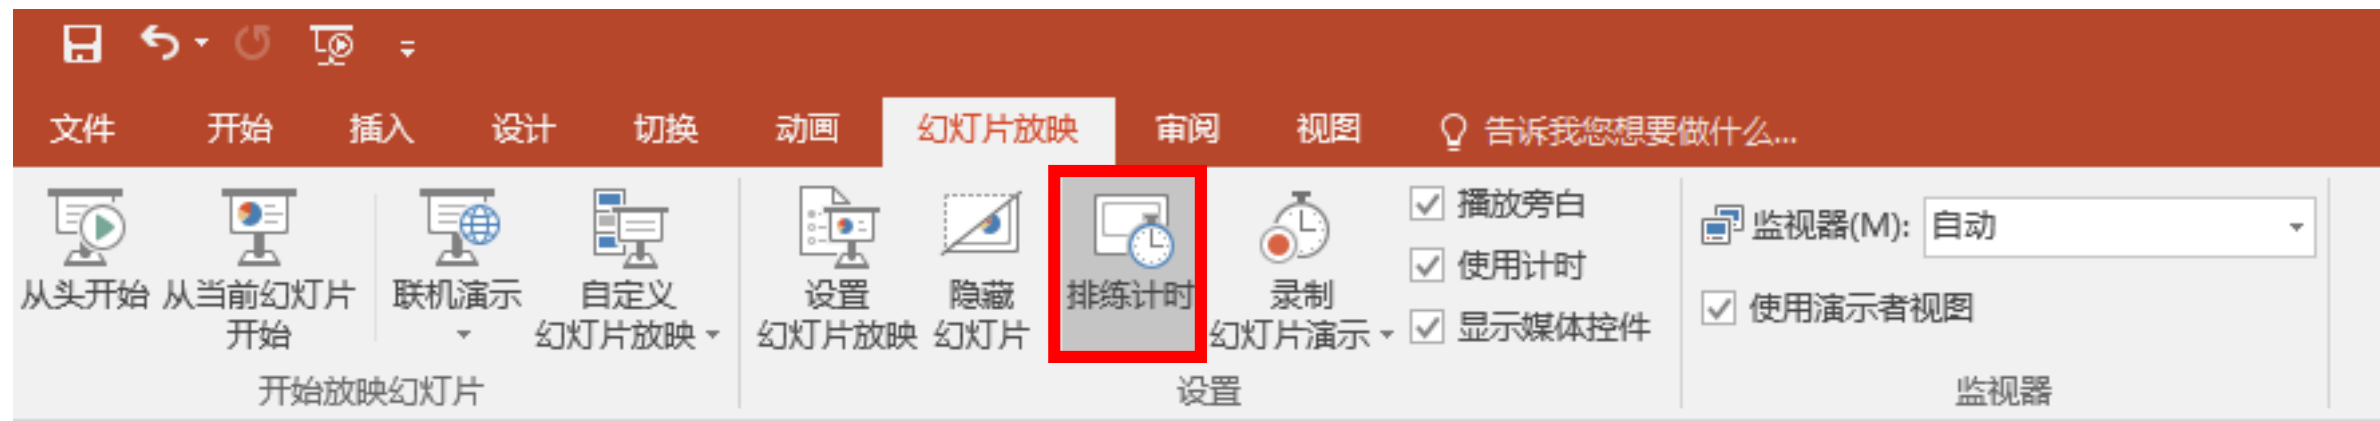 文件 开始 插入 设计 切换 动画 幻灯片放映 审阅 视图 告诉我您想要做什么...
从头开始
从当前幻灯片
开始
联机演示
自定义
幻灯片放映
设置
幻灯片放映
隐藏
幻灯片
排练计时
录制
幻灯片演示
播放旁白
使用计时
显示媒体控件
监视器(M): 自动
使用演示者视图
开始放映幻灯片
设置
监视器